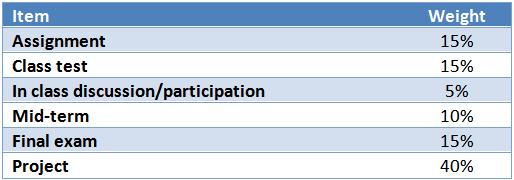 Item Weight
Assignment 15%
Class test 15%
In class discussion/participation 5%
Mid-term 10%
Final exam 15%
Project 40%